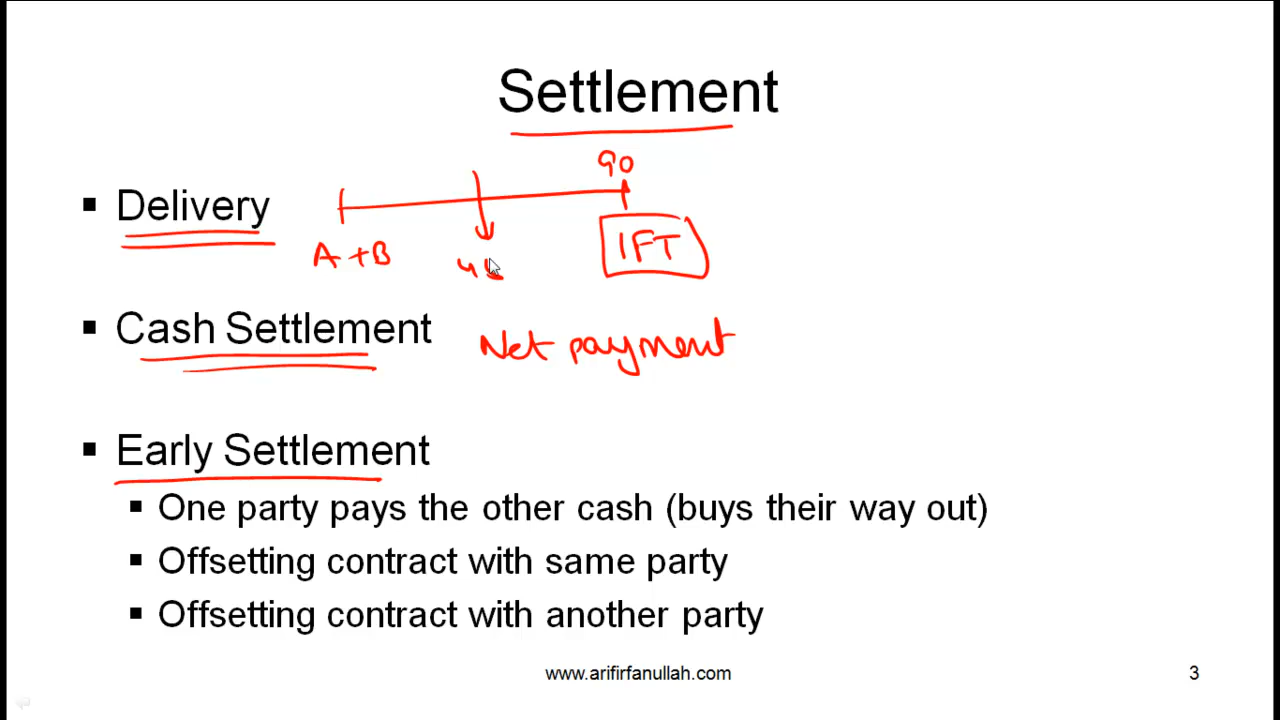 Settlement
90
▪ Delivery
A + B
IFT
▪ Cash Settlement
Net payment
▪ Early Settlement
▪ One party pays the other cash (buys their way out)
▪ Offsetting contract with same party
▪ Offsetting contract with another party
www.arifirfanullah.com
3